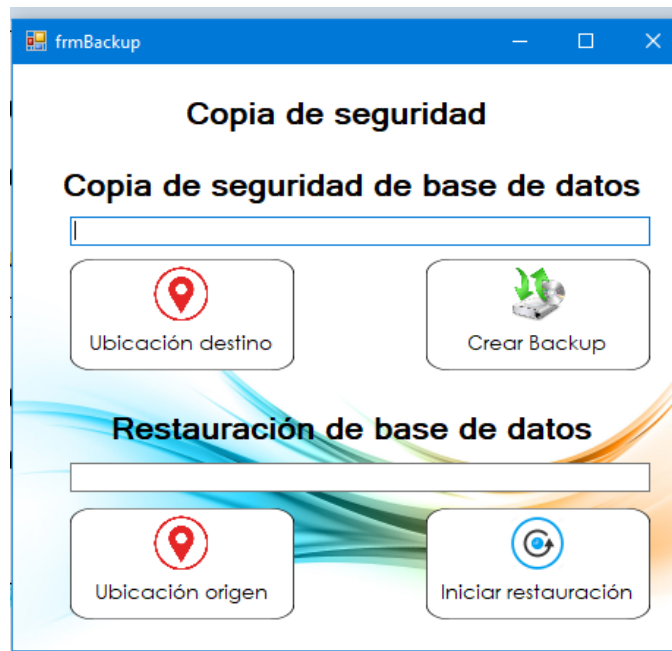 frmBackup
Copia de seguridad
Copia de seguridad de base de datos
Ubicación destino
Crear Backup
Restauración de base de datos
Ubicación origen
Iniciar restauración